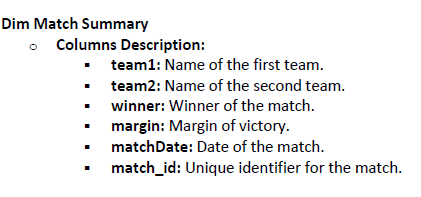 Dim Match Summary
o Columns Description:
▪ team1: Name of the first team.
▪ team2: Name of the second team.
▪ winner: Winner of the match.
▪ margin: Margin of victory.
▪ matchDate: Date of the match.
▪ match_id: Unique identifier for the match.